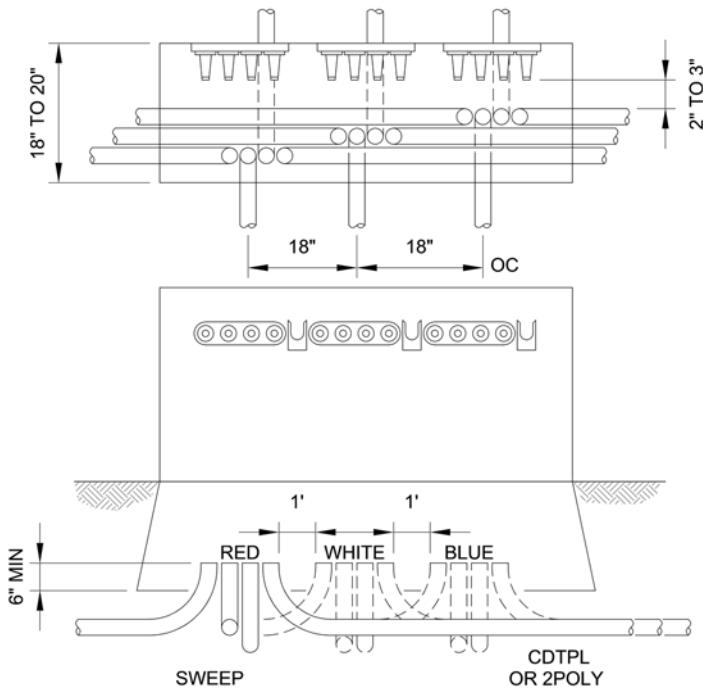 18" TO 20"
2" TO 3"
18"
18"
OC
1'
1'
RED
WHITE
BLUE
6" MIN
SWEEP
CDTPL
OR 2POLY